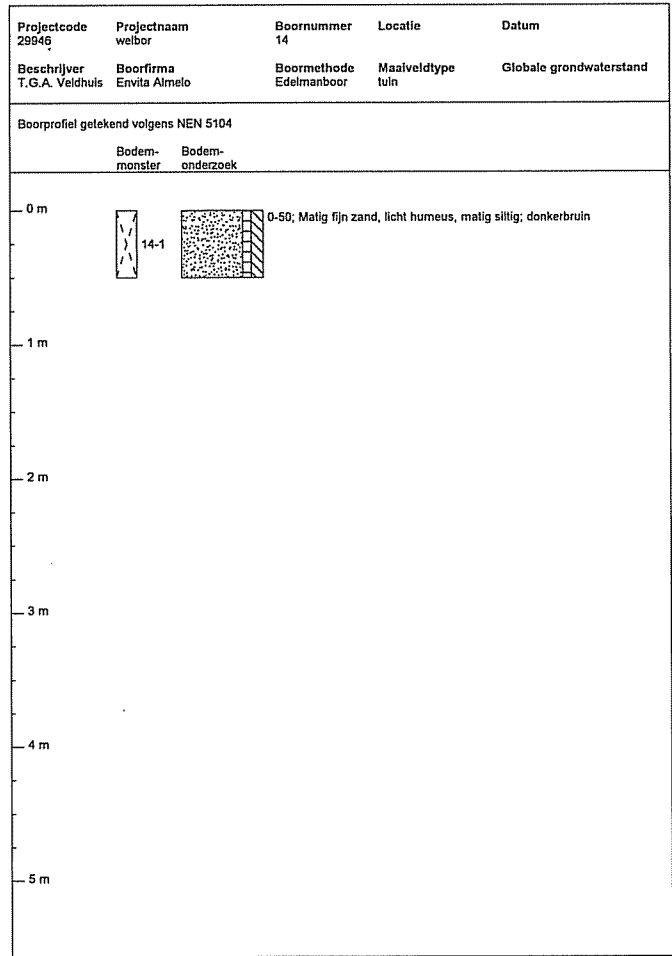 Projectcode Projectnaam Boornummer Locatie Datum
29946 welbor 14
Beschrijver Boorfirma Boormethode Maaiveldtype Globale grondwaterstand
T.G.A. Veldhuis Envita Almelo Edelmanboor tuin
Boorprofiel getekend volgens NEN 5104
Bodem- Bodem-
monster onderzoek
0 m
0-50; Matig fijn zand, licht humeus, matig siltig; donkerbruin
14-1
1 m
2 m
3 m
4 m
5 m